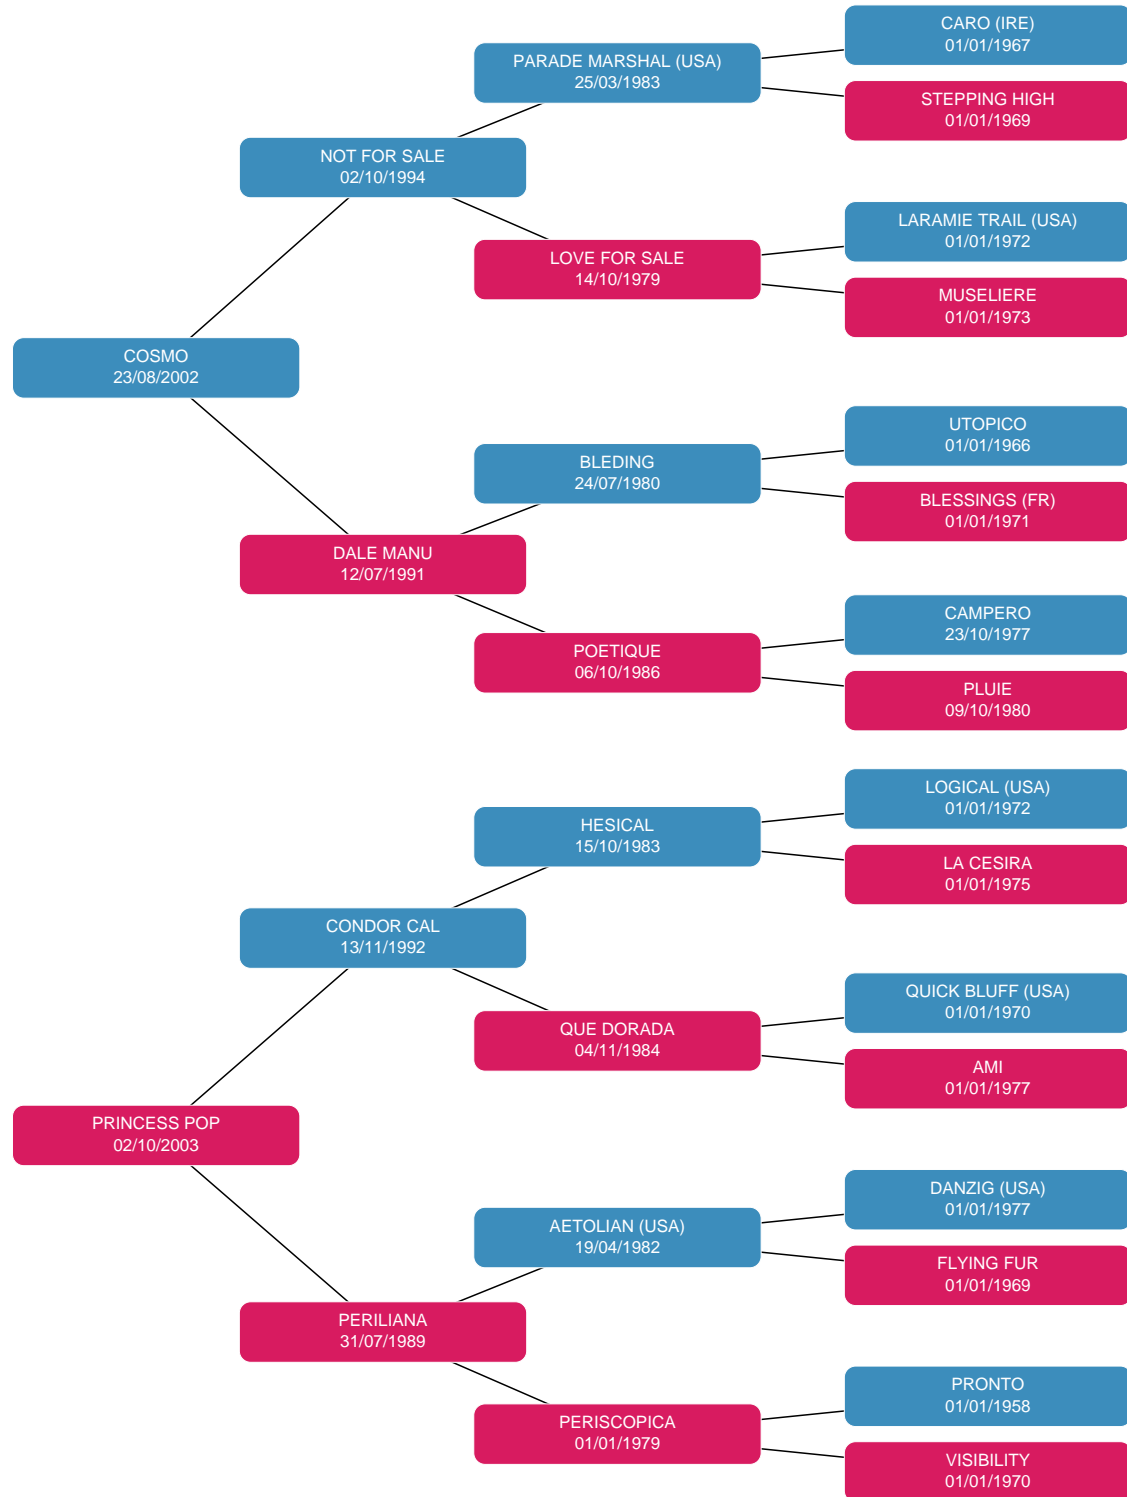 CARO (IRE)
01/01/1967
PARADE MARSHAL (USA)
25/03/1983
STEPPING HIGH
01/01/1969
NOT FOR SALE
02/10/1994
LARAMIE TRAIL (USA)
01/01/1972
LOVE FOR SALE
14/10/1979
MUSELIERE
01/01/1973
COSMO
23/08/2002
UTOPICO
01/01/1966
BLEDING
24/07/1980
BLESSINGS (FR)
01/01/1971
DALE MANU
12/07/1991
CAMPERO
23/10/1977
POETIQUE
06/10/1986
PLUIE
09/10/1980
LOGICAL (USA)
01/01/1972
HESICAL
15/10/1983
LA CESIRA
01/01/1975
CONDOR CAL
13/11/1992
QUICK BLUFF (USA)
01/01/1970
QUE DORADA
04/11/1984
AMI
01/01/1977
PRINCESS POP
02/10/2003
DANZIG (USA)
01/01/1977
AETOLIAN (USA)
19/04/1982
FLYING FUR
01/01/1969
PERILIANA
31/07/1989
PRONTO
01/01/1958
PERISCOPICA
01/01/1979
VISIBILITY
01/01/1970